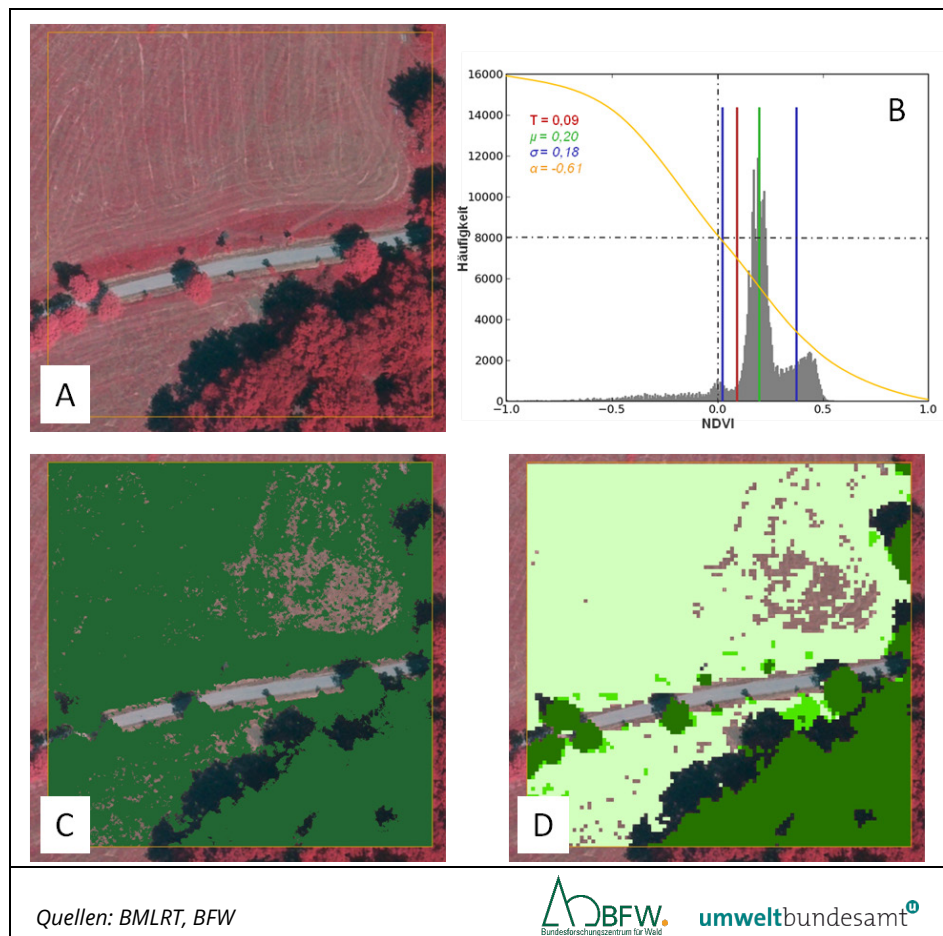 A
B
T = 0,09
μ = 0,20
σ = 0,18
α = -0,61
16000
14000
12000
10000
8000
6000
4000
2000
0
Häufigkeit
−1.0
−0.5
0.0
0.5
1.0
NDVI
C
D
Quellen: BMLRT, BFW
BFW.
Bundesforschungszentrum für Wald
umweltbundesamt
u